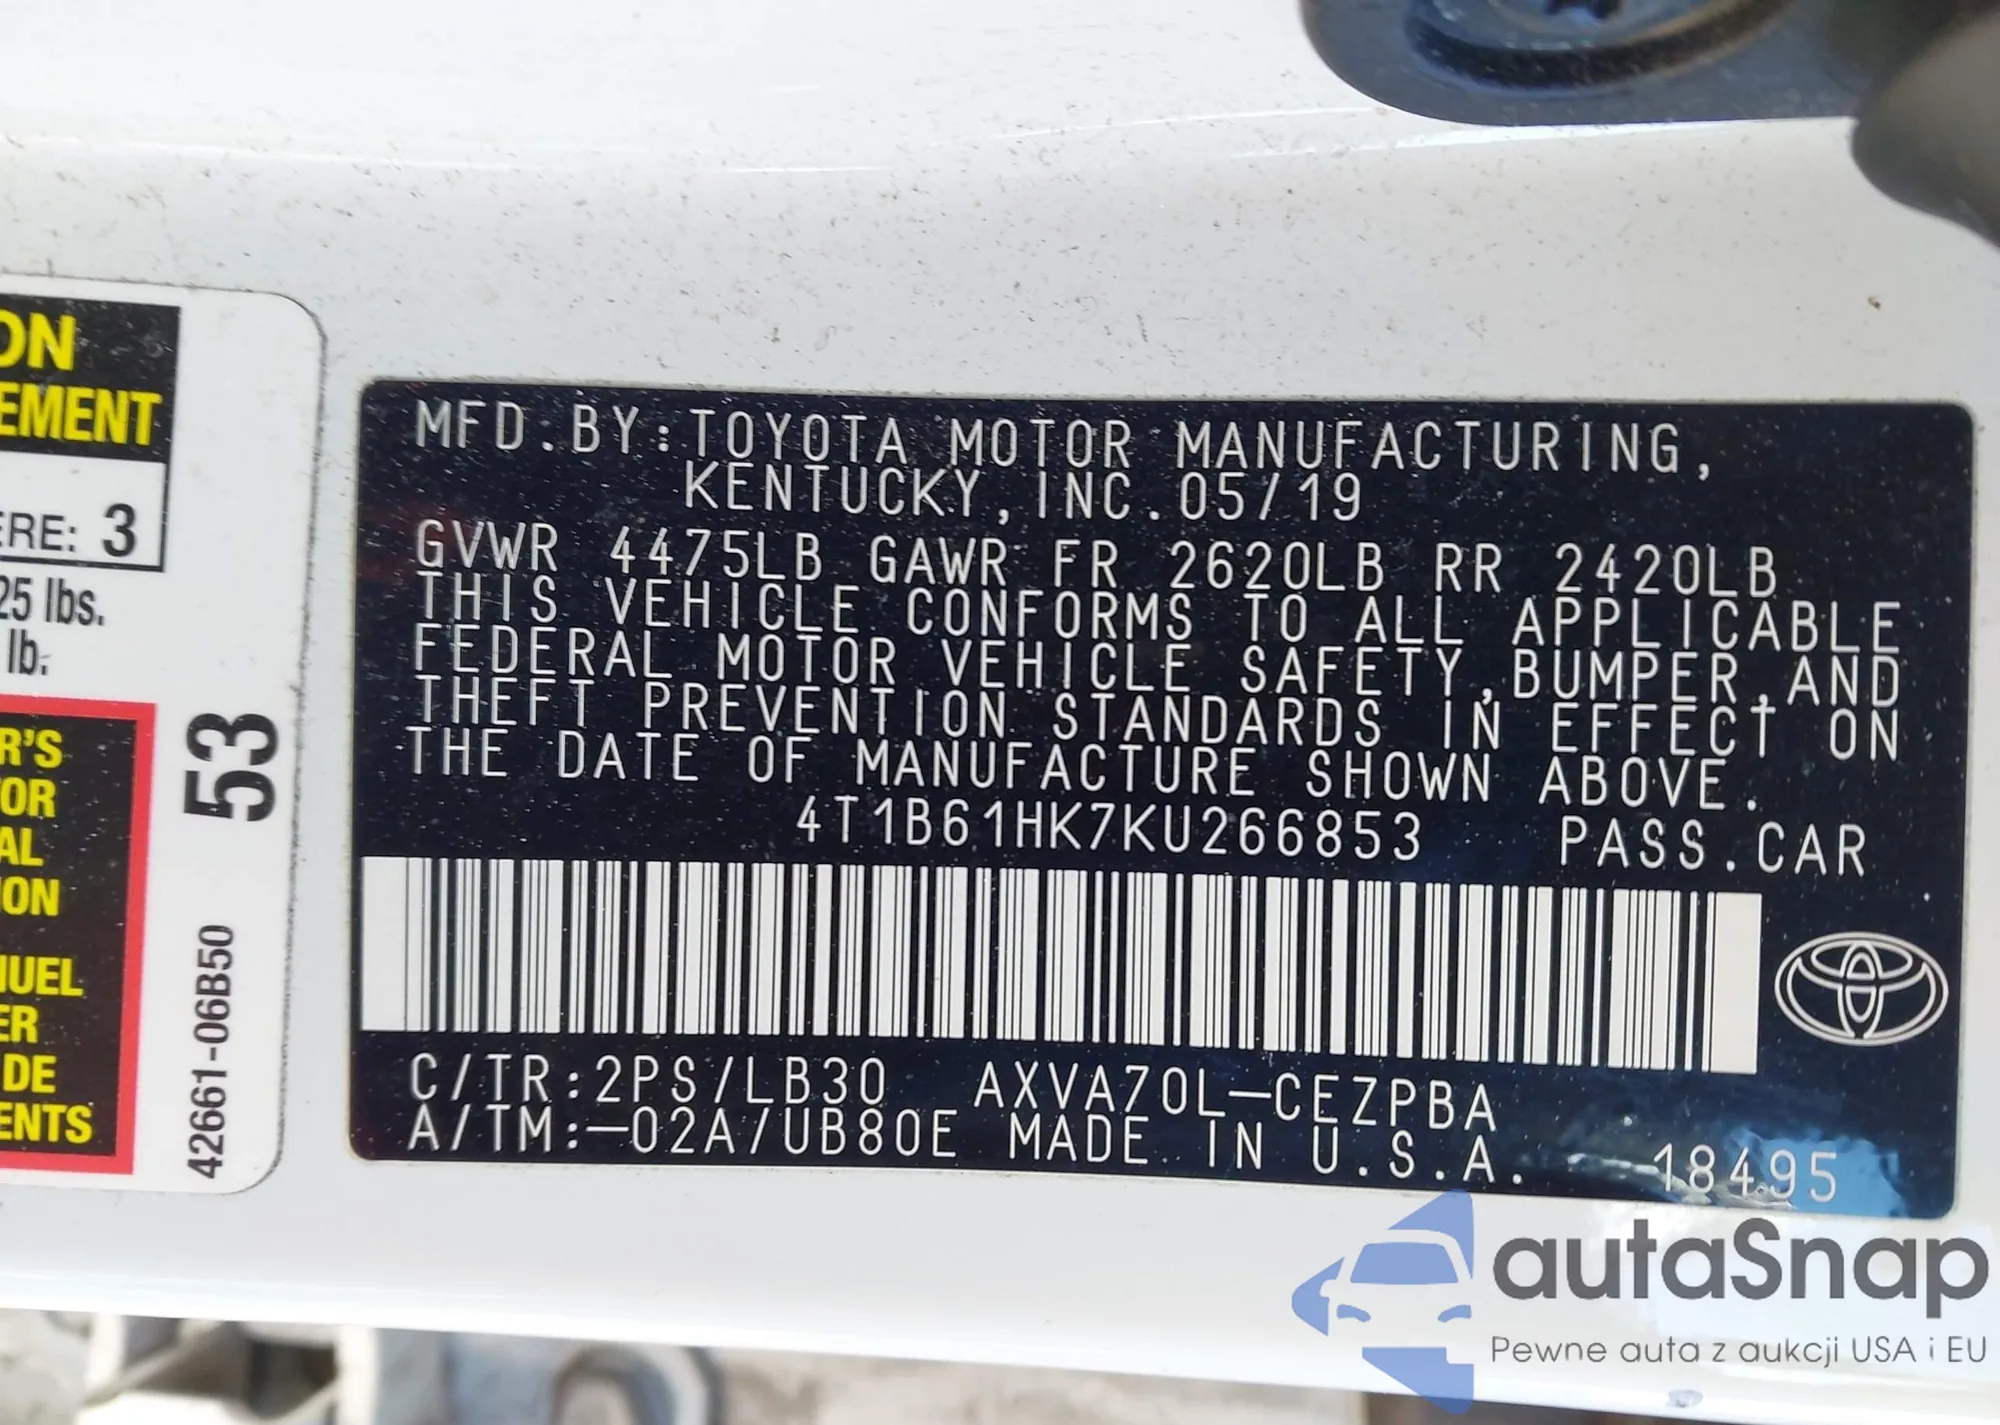 ON
EMENT
ERE: 3
25 lbs.
lb.
R'S
TOR
AL
ION
NUEL
ER
DE
ENTS
53
42661-06B50
MFD.BY:TOYOTA MOTOR MANUFACTURING,
KENTUCKY,INC.05/19
GVWR 4475LB GAWR FR 2620LB RR 2420LB
THIS VEHICLE CONFORMS TO ALL APPLICABLE
FEDERAL MOTOR VEHICLE SAFETY,BUMPER,AND
THEFT PREVENTION STANDARDS IN EFFECT ON
THE DATE OF MANUFACTURE SHOWN ABOVE.
4T1B61HK7KU266853 PASS.CAR
C/TR:2PS/LB30 AXVA70L-CEZPBA
A/TM:-02A/UB80E MADE IN U.S.A. 18495
autaSnap
Pewne auta z aukcji USA i EU